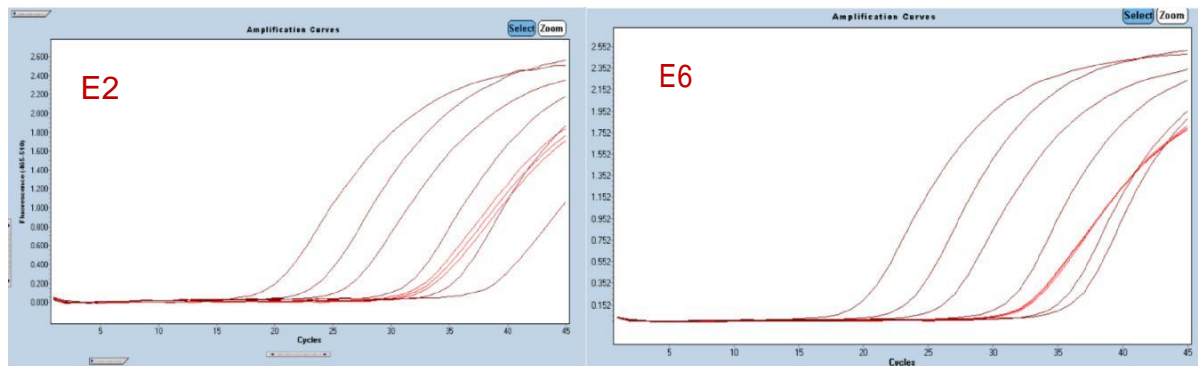 Amplification Curves
Select Zoom
E2
2.600
2.400
2.200
2.000
1.800
1.600
1.400
1.200
1.000
0.800
0.600
0.400
0.200
0.000
Fluorescence (465-510)
5 10 15 20 25 30 35 40 45
Cycles
Amplification Curves
Select Zoom
E6
2.552
2.352
2.152
1.952
1.752
1.552
1.352
1.152
0.952
0.752
0.552
0.352
0.152
5 10 15 20 25 30 35 40 45
Cycles